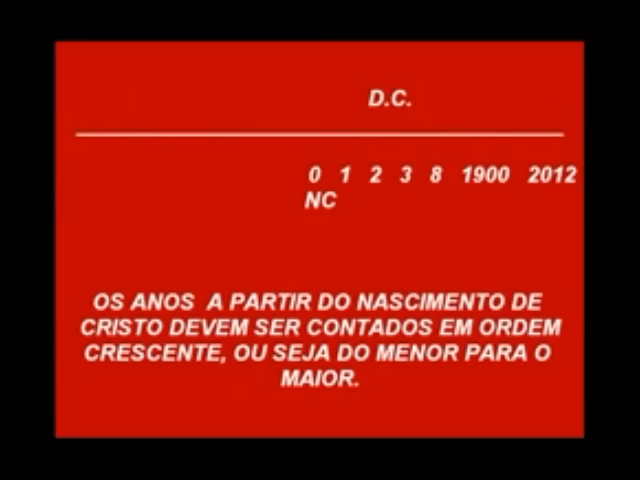 D.C.
0 1 2 3 8 1900 2012
NC
OS ANOS A PARTIR DO NASCIMENTO DE
CRISTO DEVEM SER CONTADOS EM ORDEM
CRESCENTE, OU SEJA DO MENOR PARA O
MAIOR.